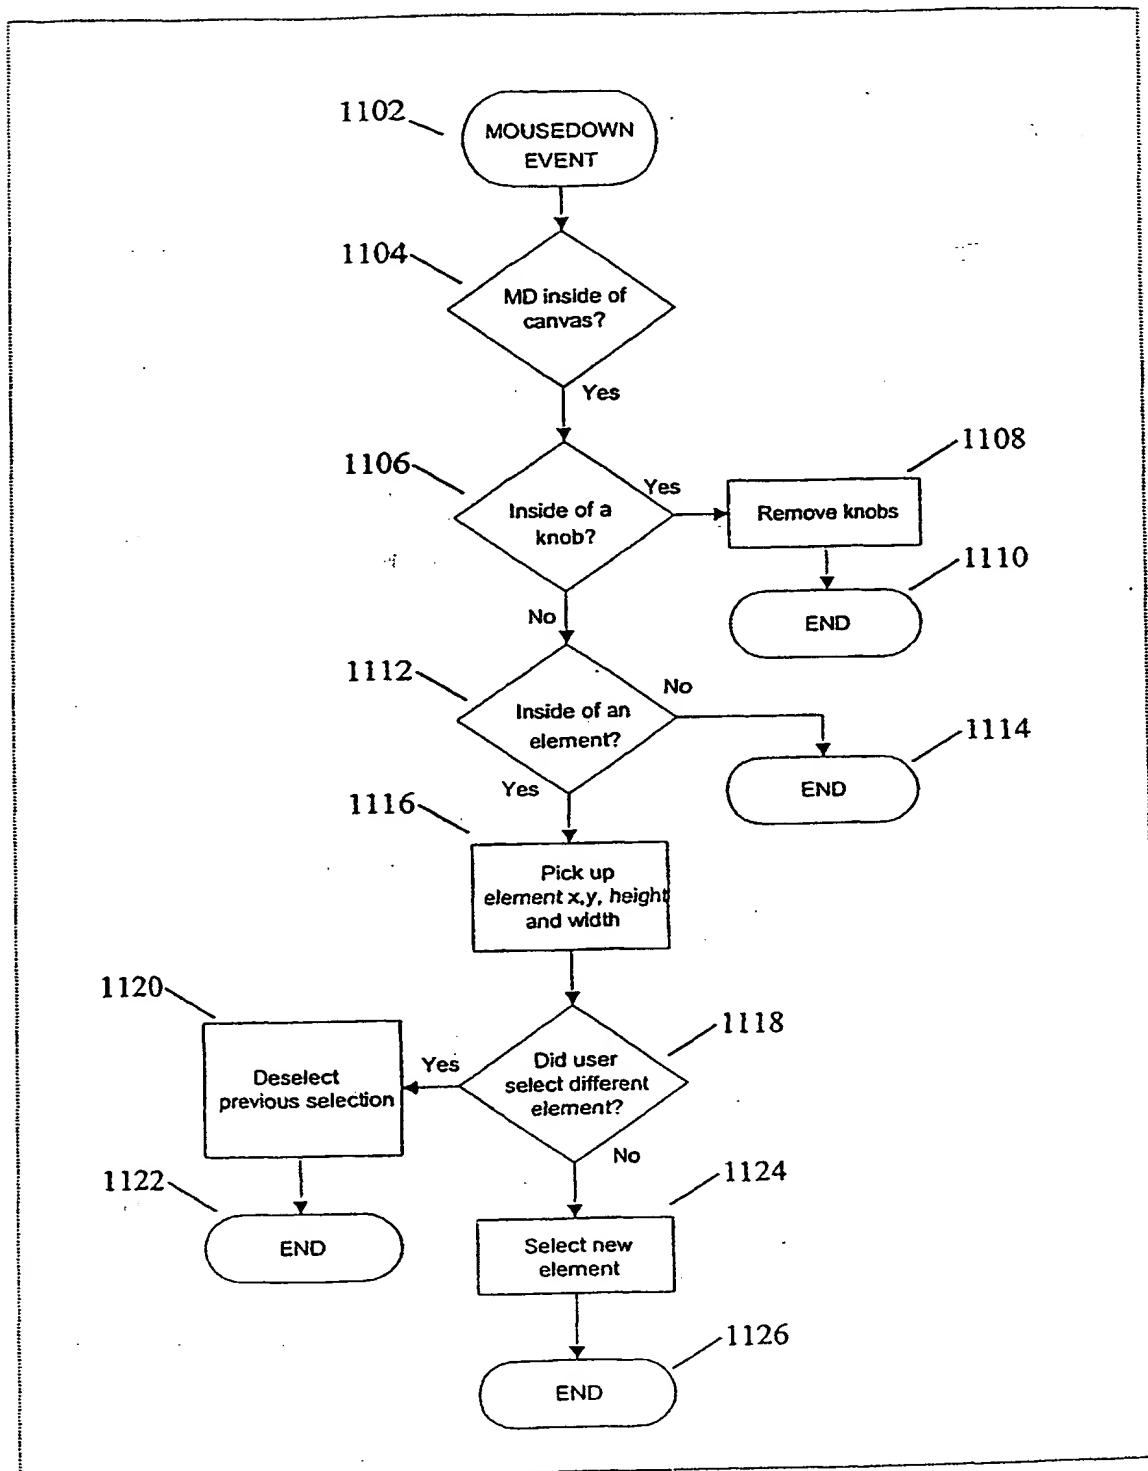 1102
MOUSEDOWN
EVENT
1104
MD inside of
canvas?
Yes
1106
Inside of a
knob?
Yes
1108
Remove knobs
1110
END
No
1112
Inside of an
element?
No
1114
END
Yes
1116
Pick up
element x,y, height
and width
1118
Did user
select different
element?
Yes
1120
Deselect
previous selection
1122
END
No
1124
Select new
element
1126
END